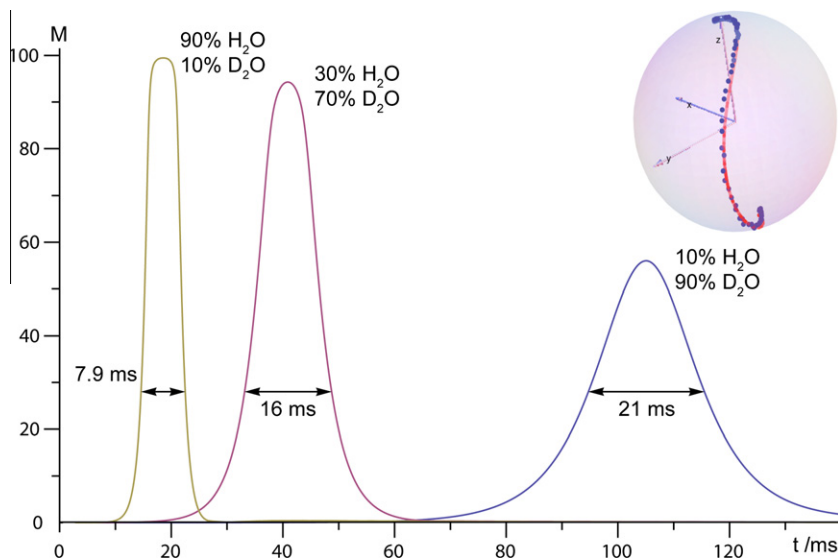 M
90% H₂O
10% D₂O
30% H₂O
70% D₂O
z
x
y
10% H₂O
90% D₂O
100
80
60
40
20
0
7.9 ms
16 ms
21 ms
0 20 40 60 80 100 120 t /ms